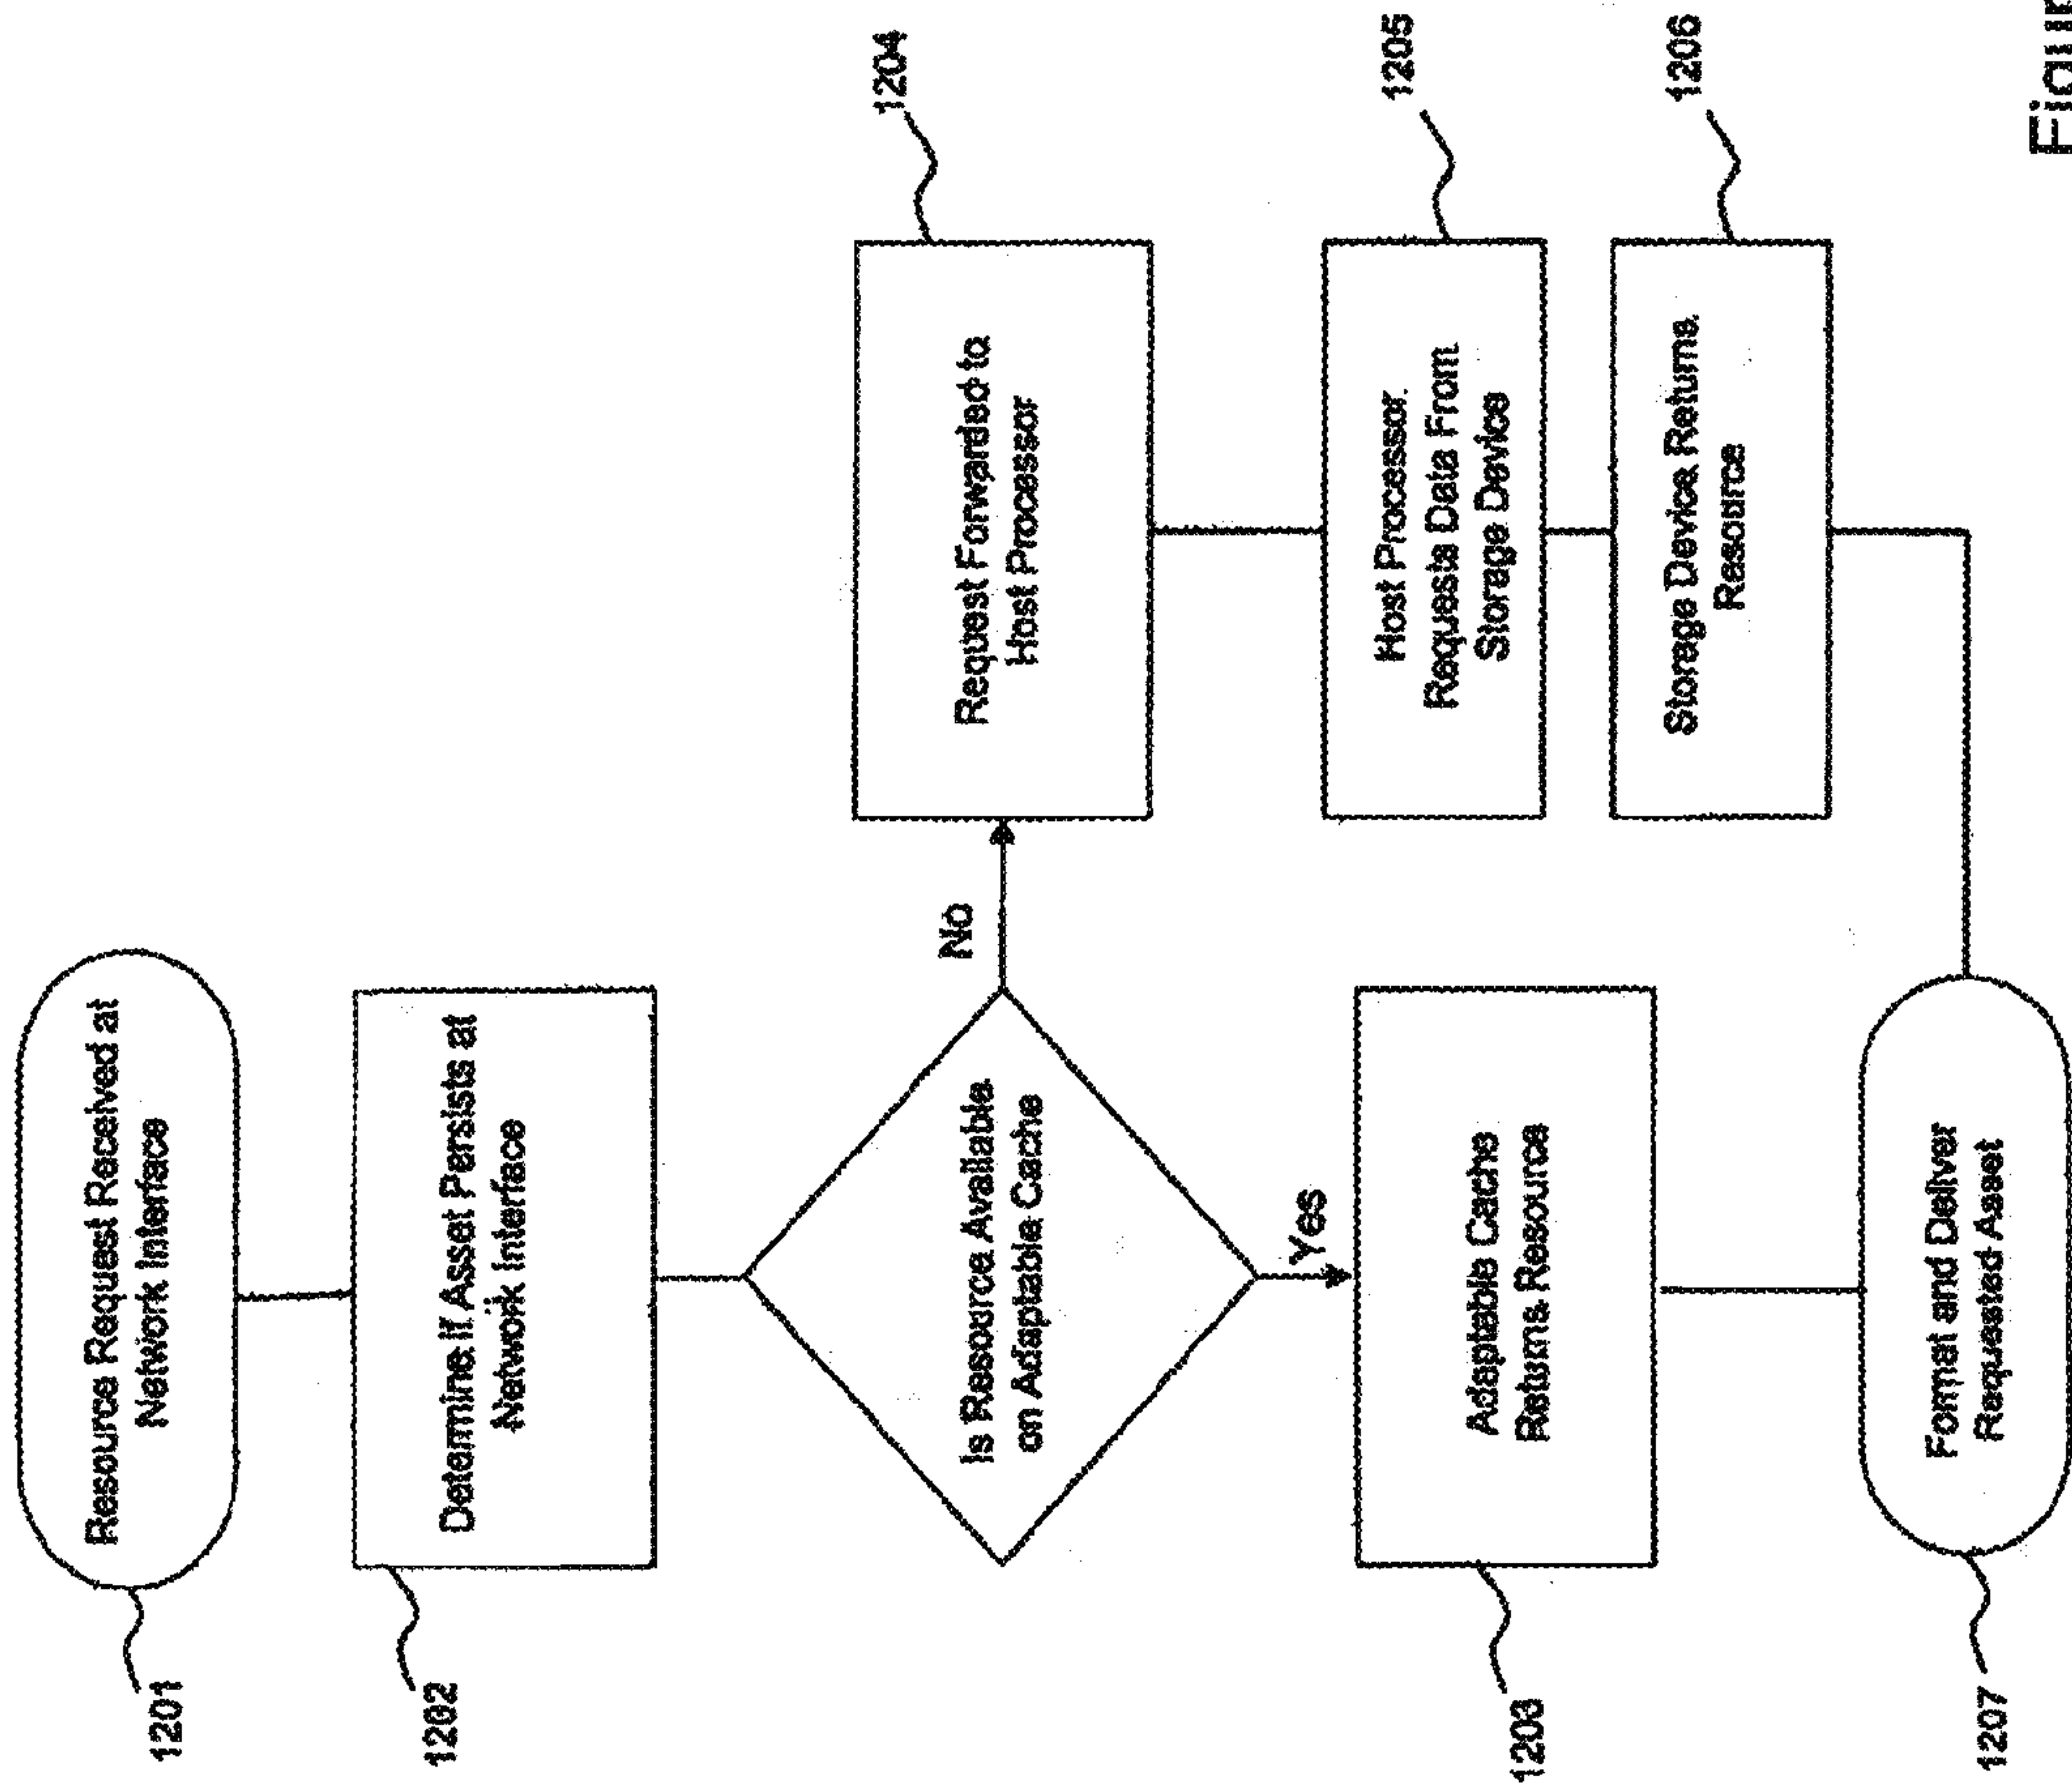 Resource Request Received at
Network Interface
1201
Determine if Asset Persists at
Network Interface
1202
Is Resource Available
on Adaptable Cache
No
Yes
Request Forwarded to
Host Processor
1204
Host Processor
Requests Data From
Storage Device
1205
Storage Device Returns
Resource
1206
Adaptable Cache
Returns Resource
1203
Format and Deliver
Requested Asset
1207